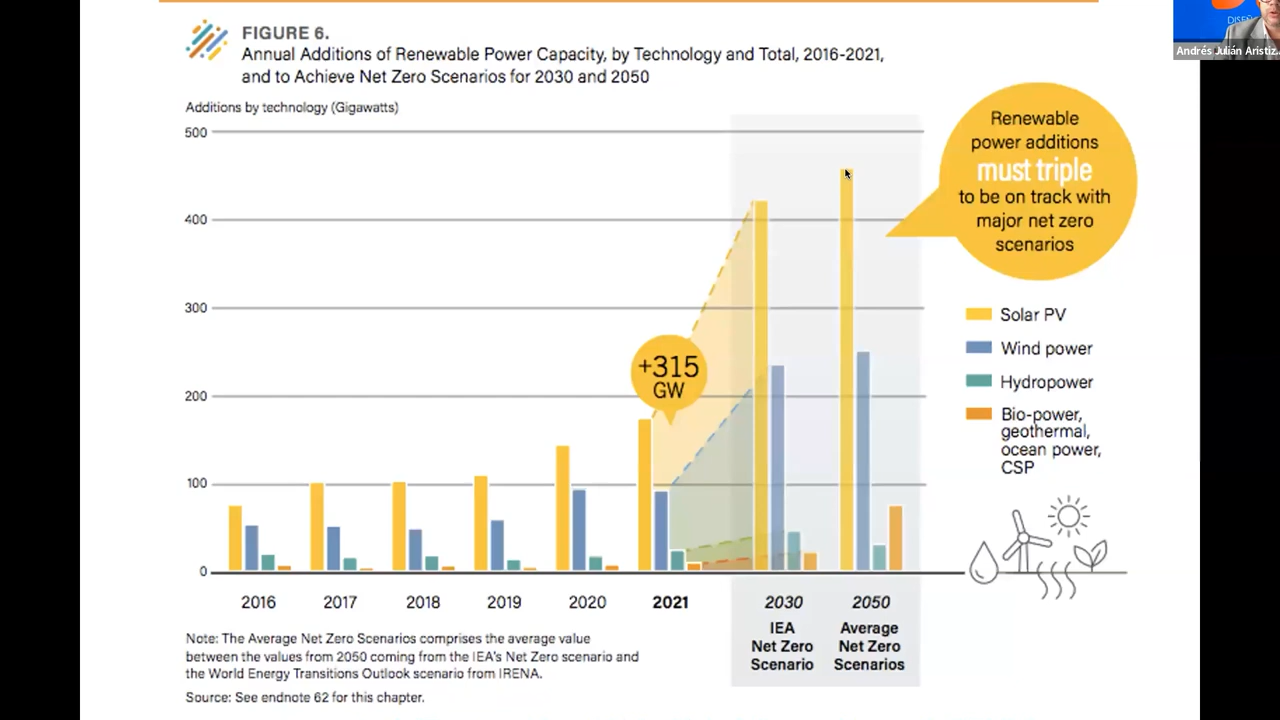 DISEÑ
Andrés Julián Aristiz...
FIGURE 6.
Annual Additions of Renewable Power Capacity, by Technology and Total, 2016-2021,
and to Achieve Net Zero Scenarios for 2030 and 2050
Additions by technology (Gigawatts)
500
400
300
200
100
0
+315
GW
Renewable
power additions
must triple
to be on track with
major net zero
scenarios
Solar PV
Wind power
Hydropower
Bio-power,
geothermal,
ocean power,
CSP
2016 2017 2018 2019 2020 2021 2030 2050
IEA
Net Zero
Scenario
Average
Net Zero
Scenarios
Note: The Average Net Zero Scenarios comprises the average value
between the values from 2050 coming from the IEA's Net Zero scenario and
the World Energy Transitions Outlook scenario from IRENA.
Source: See endnote 62 for this chapter.